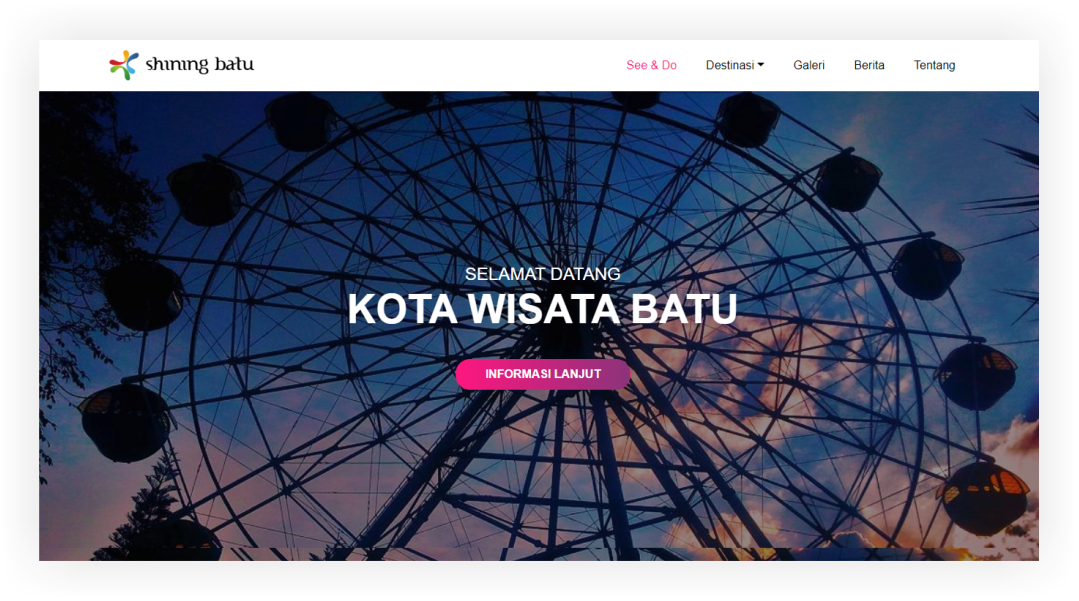 shining batu
See & Do
Destinasi
Galeri
Berita
Tentang
SELAMAT DATANG
KOTA WISATA BATU
INFORMASI LANJUT